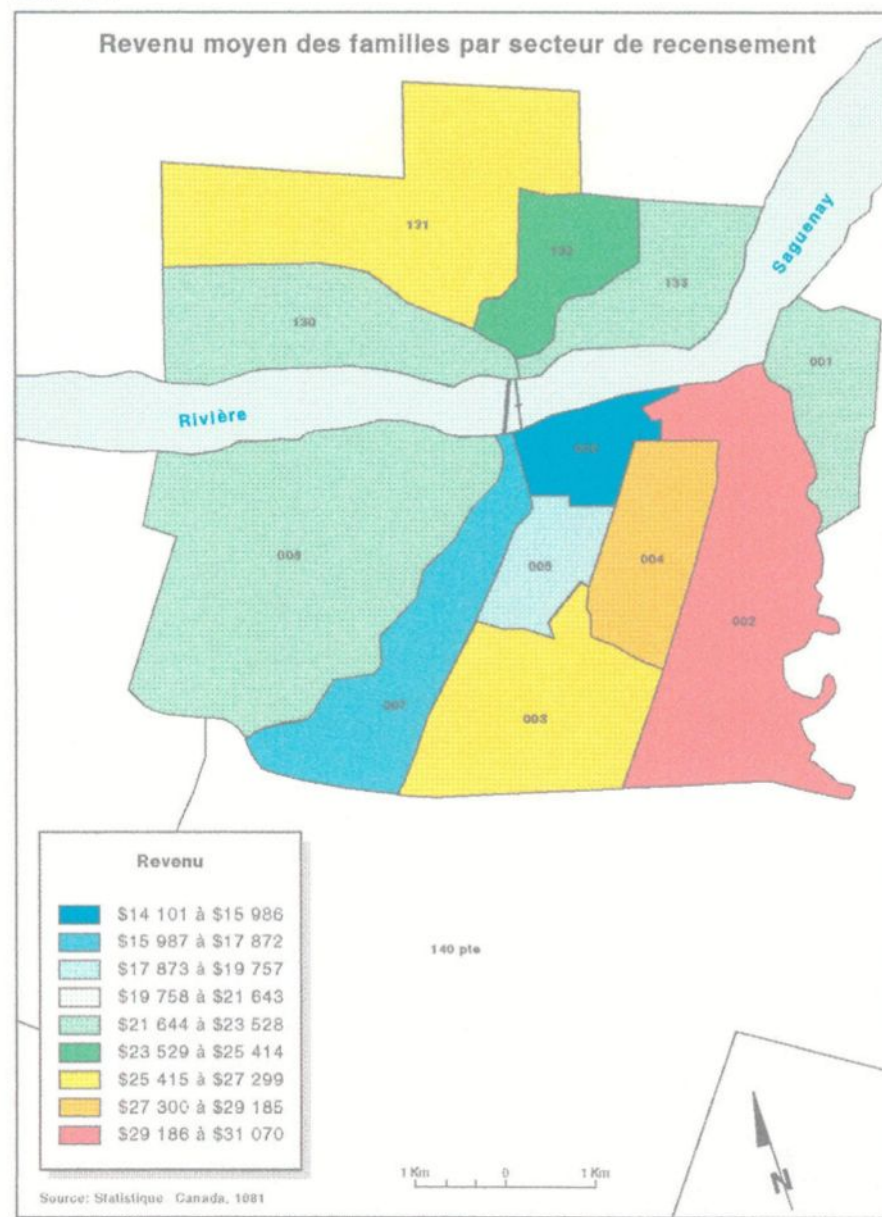 Revenu moyen des familles par secteur de recensement
Saguenay
131
132
133
130
001
Rivière
006
008
005
004
002
007
003
Revenu
$14 101 à $15 986
$15 987 à $17 872
$17 873 à $19 757
$19 758 à $21 643
$21 644 à $23 528
$23 529 à $25 414
$25 415 à $27 299
$27 300 à $29 185
$29 186 à $31 070
140 pte
1 Km 0 1 Km
N
Source: Statistique Canada, 1981